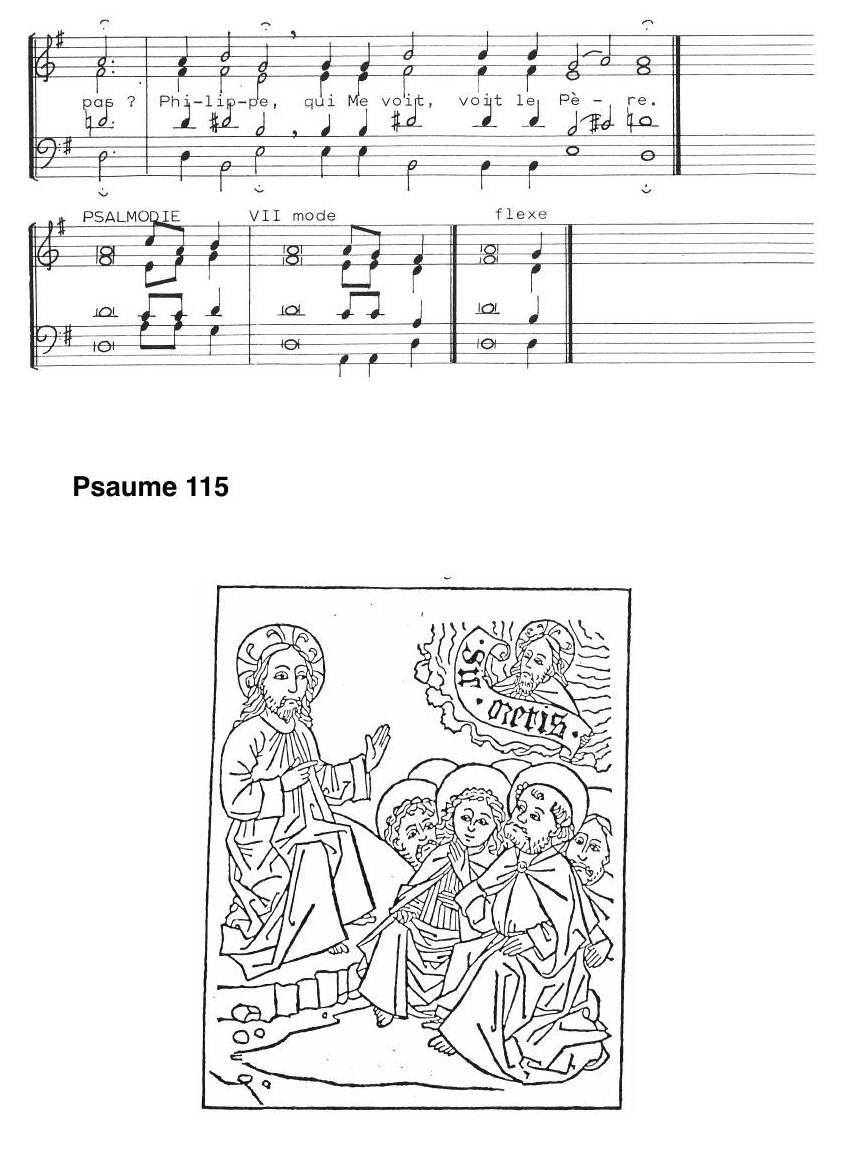 pas ? Phi-lip-pe, qui Me voit, voit le Pè - re.
PSALMODIE VII mode flexe
Psaume 115